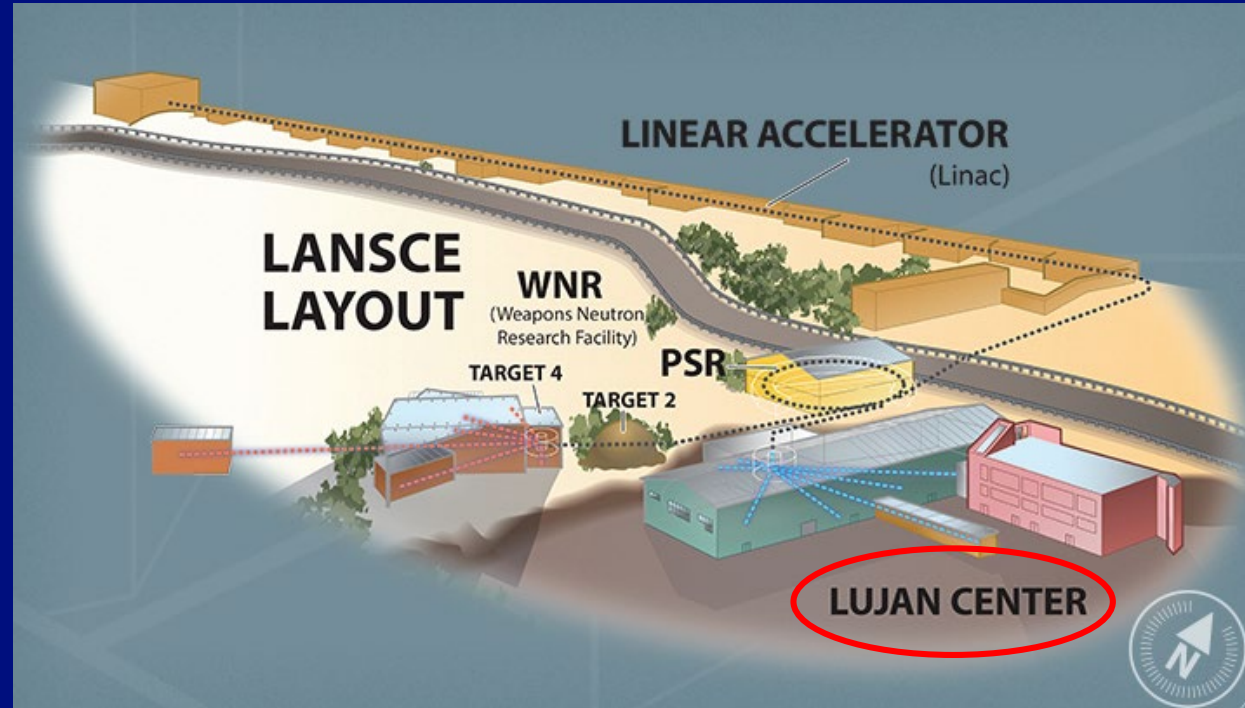 LINEAR ACCELERATOR
(Linac)
LANSCE
LAYOUT
WNR
(Weapons Neutron
Research Facility)
PSR
TARGET 4
TARGET 2
LUJAN CENTER
N